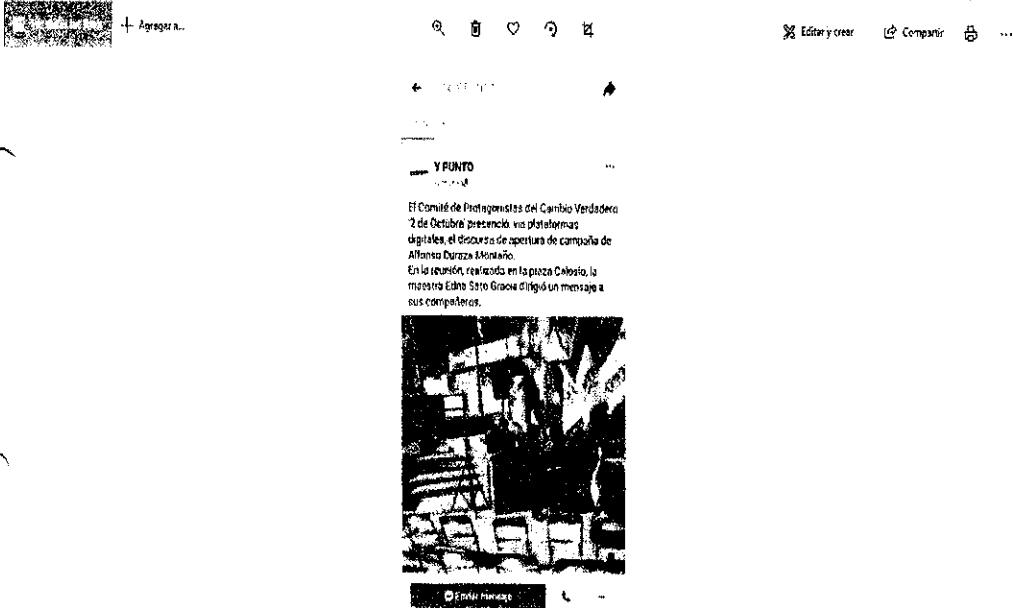 Agregar a...
Editar y crear
Compartir
Y PUNTO
El Comité de Protagonistas del Cambio Verdadero
'2 de Octubre' presenció, vía plataformas
digitales, el discurso de apertura de campaña de
Alfonso Durazo Montaño.
En la reunión, realizada en la plaza Colosio, la
maestra Edna Soto Gracia dirigió un mensaje a
sus compañeros.
Enviar mensaje